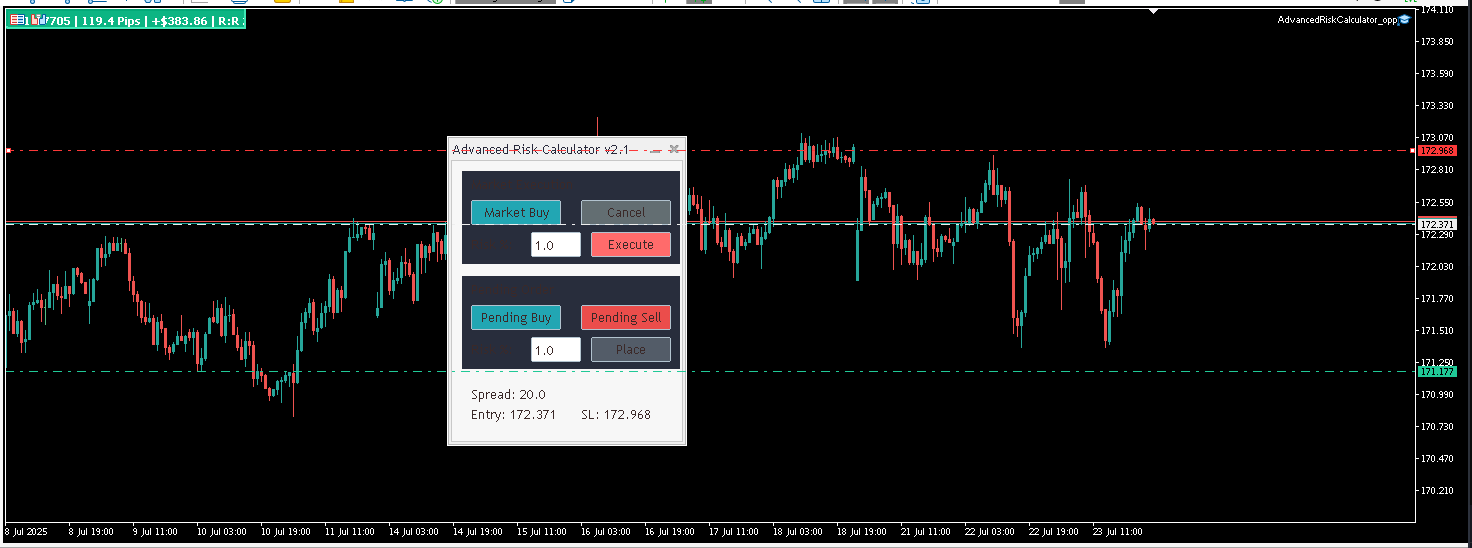 7705 | 119.4 Pips | +$383.86 | R:R
AdvancedRiskCalculator_opp
174.110
173.850
173.590
173.330
173.070
172.968
172.810
172.550
172.371
172.290
172.030
171.770
171.510
171.250
171.177
170.990
170.730
170.470
170.210
Advanced Risk Calculator v2.1
Market Buy
Cancel
1.0
Execute
Pending Buy
Pending Sell
1.0
Place
Spread: 20.0
Entry: 172.371
SL: 172.968
8 Jul 2025
8 Jul 19:00
9 Jul 11:00
10 Jul 03:00
10 Jul 19:00
11 Jul 11:00
14 Jul 03:00
14 Jul 19:00
15 Jul 11:00
16 Jul 03:00
16 Jul 19:00
17 Jul 11:00
18 Jul 03:00
18 Jul 19:00
21 Jul 11:00
22 Jul 03:00
22 Jul 19:00
23 Jul 11:00